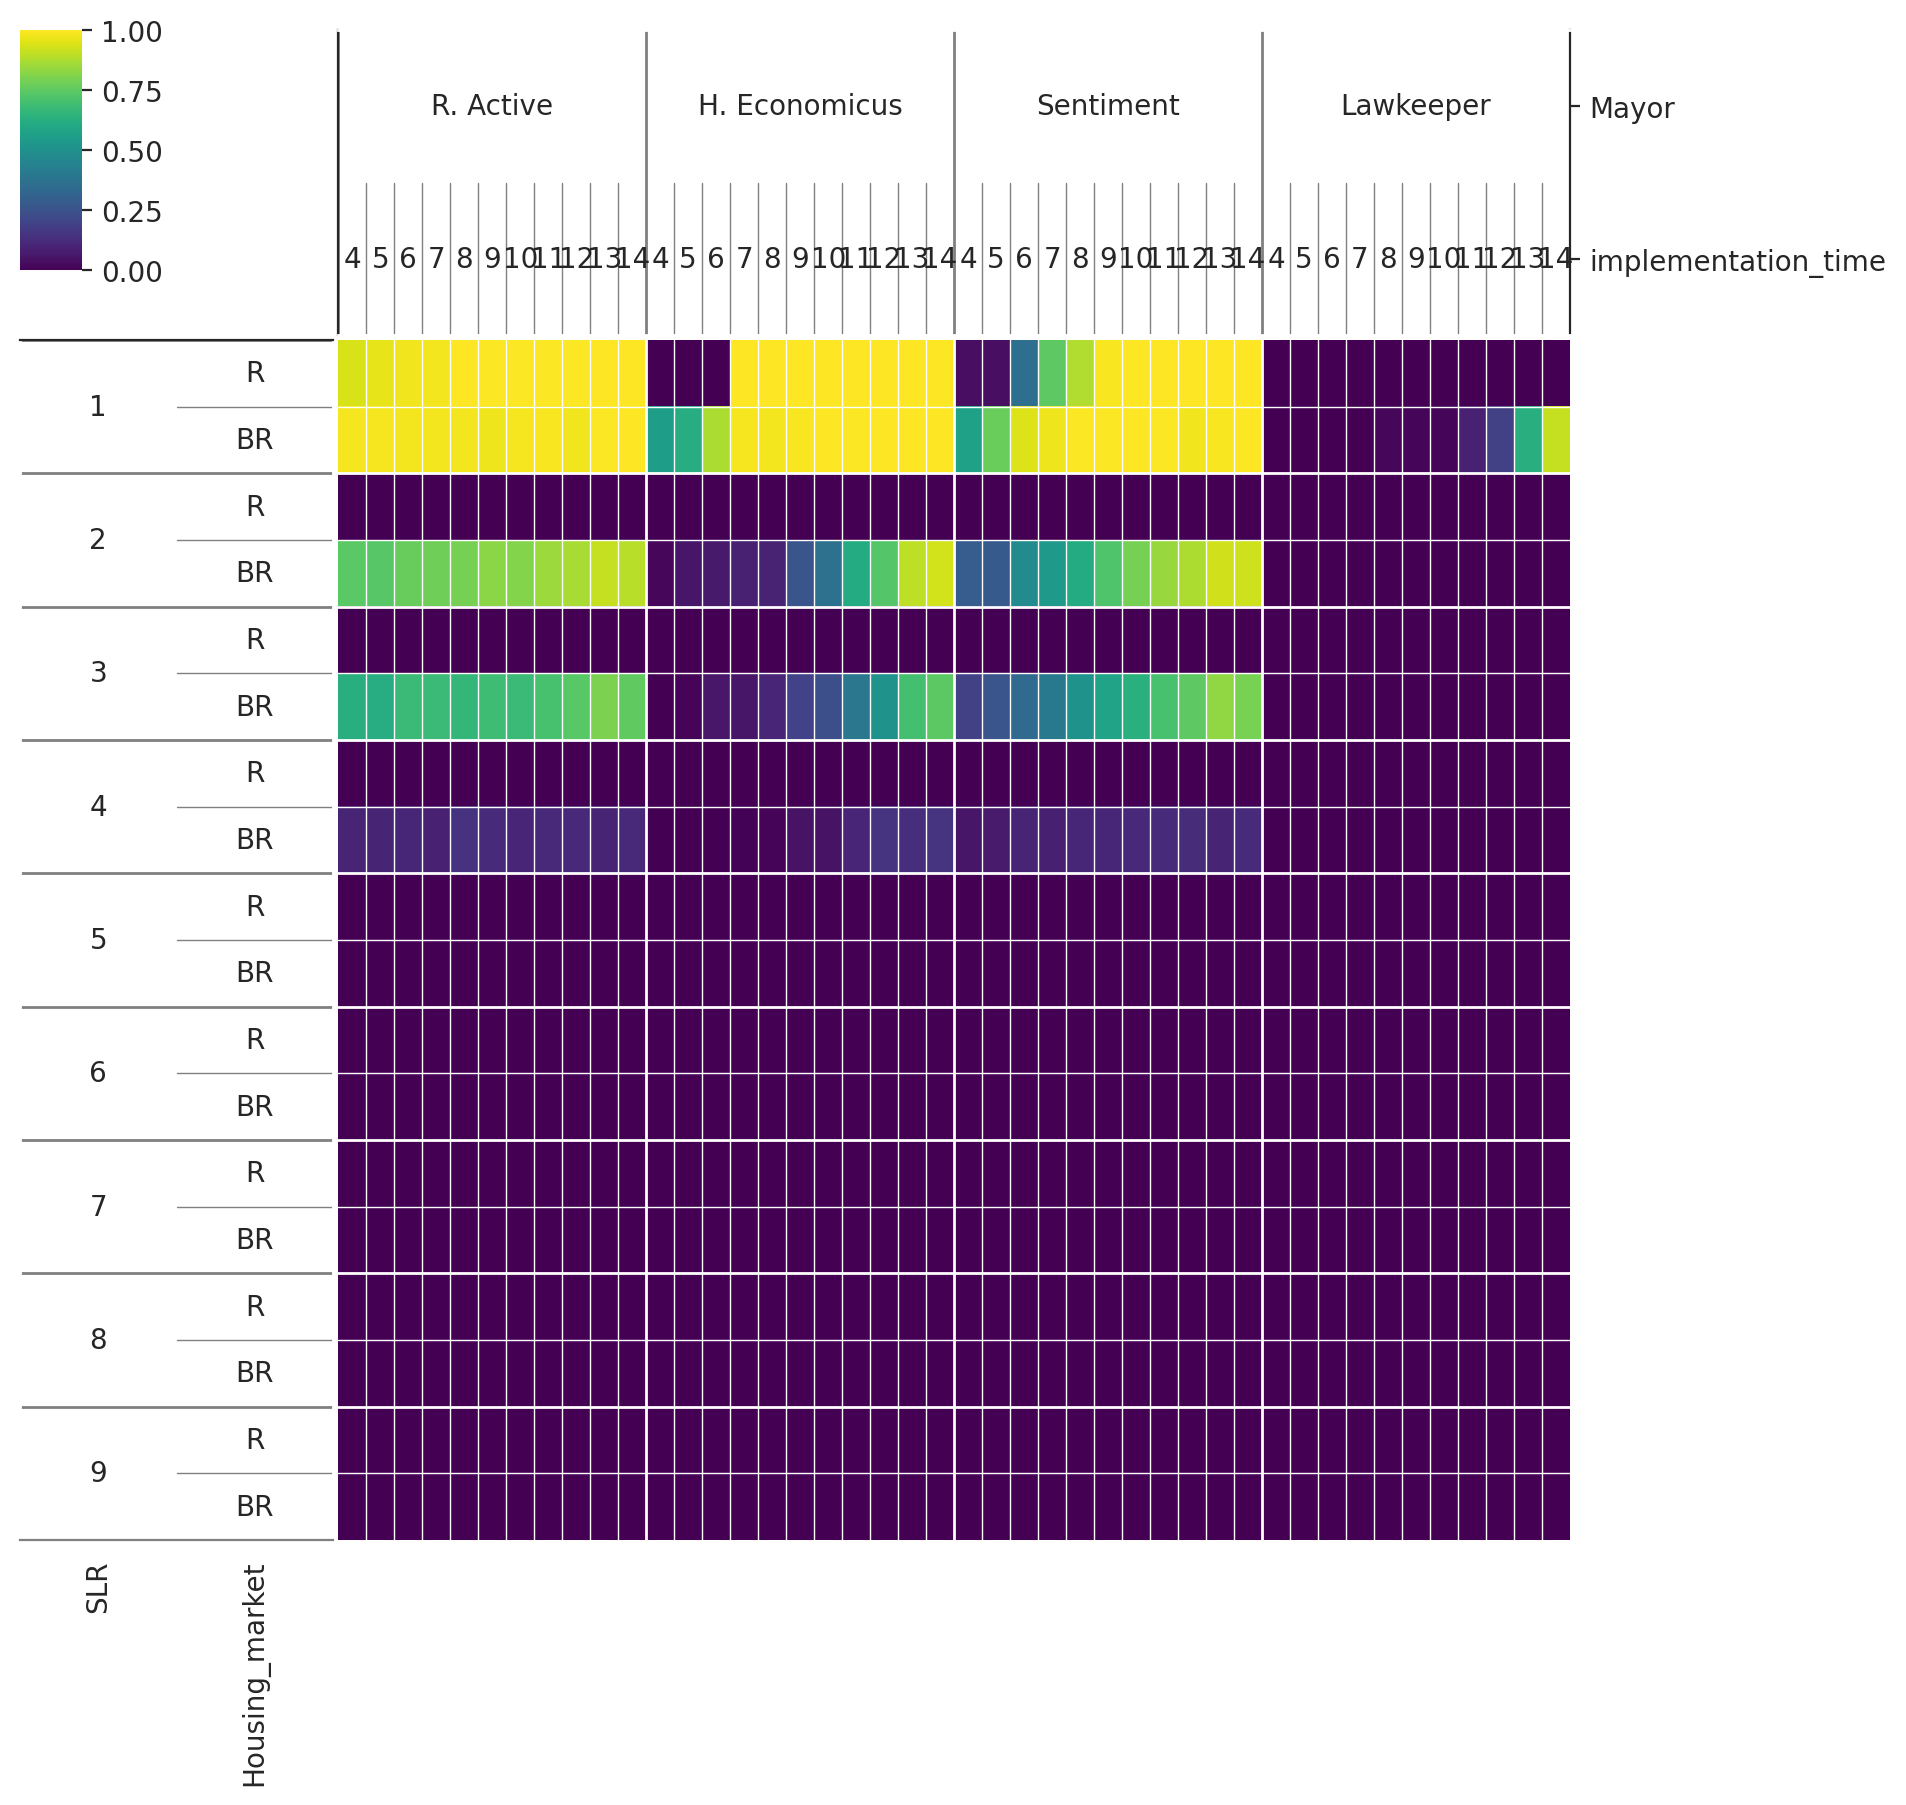 1.00
0.75
0.50
0.25
0.00
R. Active H. Economicus Sentiment Lawkeeper Mayor
4 5 6 7 8 9 10 11 12 13 14 4 5 6 7 8 9 10 11 12 13 14 4 5 6 7 8 9 10 11 12 13 14 4 5 6 7 8 9 10 11 12 13 14 implementation_time
1
R
BR
2
R
BR
3
R
BR
4
R
BR
5
R
BR
6
R
BR
7
R
BR
8
R
BR
9
R
BR
SLR
Housing_market